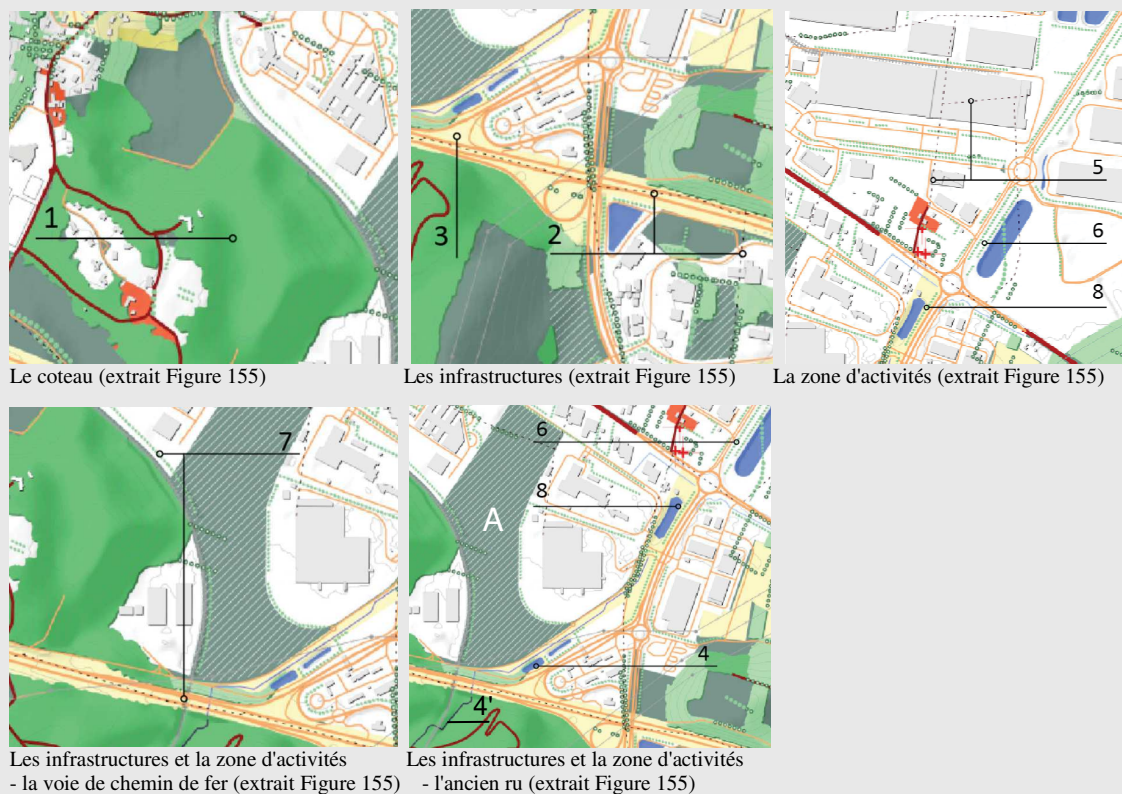 1
3
2
5
6
8
Le coteau (extrait Figure 155)
Les infrastructures (extrait Figure 155)
La zone d'activités (extrait Figure 155)
7
6
8
A
4
4'
Les infrastructures et la zone d'activités
- la voie de chemin de fer (extrait Figure 155)
Les infrastructures et la zone d'activités
- l'ancien ru (extrait Figure 155)